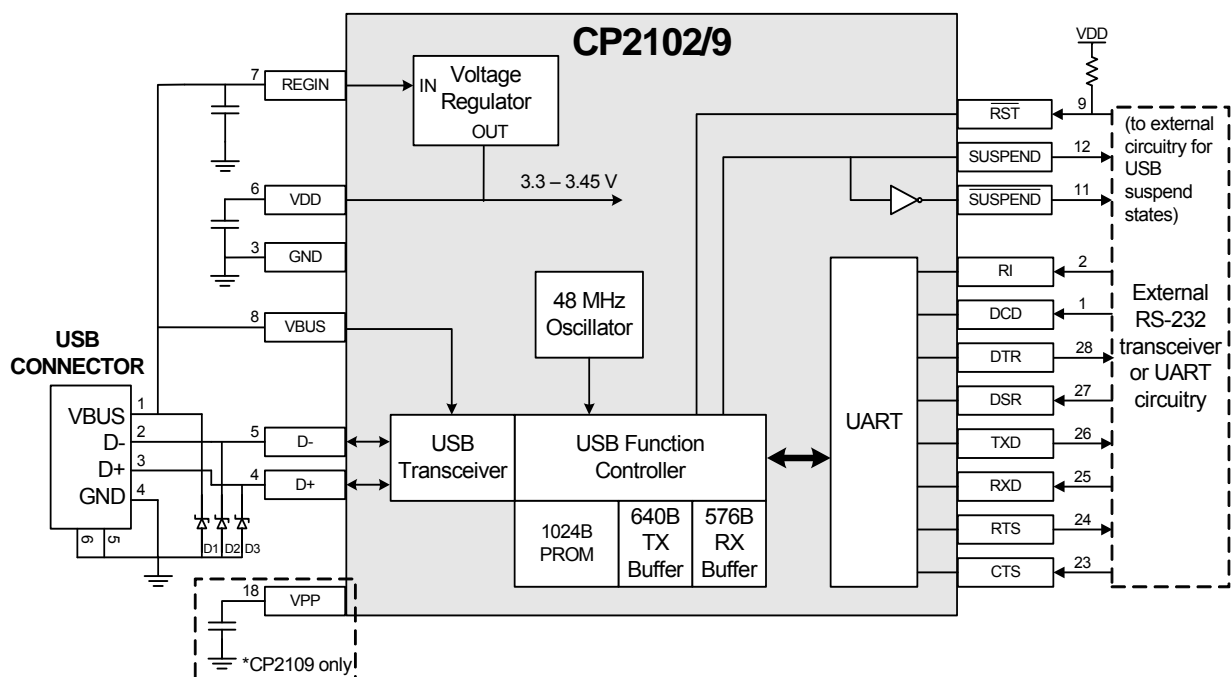 CP2102/9
VDD
7
REGIN
IN
Voltage
Regulator
OUT
9
RST
(to external
circuitry for
USB
suspend
states)
12
SUSPEND
11
SUSPEND
6
VDD
3.3 – 3.45 V
3
GND
2
RI
1
DCD
28
DTR
27
DSR
26
TXD
25
RXD
24
RTS
23
CTS
External
RS-232
transceiver
or UART
circuitry
UART
48 MHz
Oscillator
8
VBUS
USB
CONNECTOR
VBUS
1
D-
2
D+
3
GND
4
6
5
D1
D2
D3
5
D-
4
D+
USB
Transceiver
USB Function
Controller
1024B
PROM
640B
TX
Buffer
576B
RX
Buffer
18
VPP
*CP2109 only